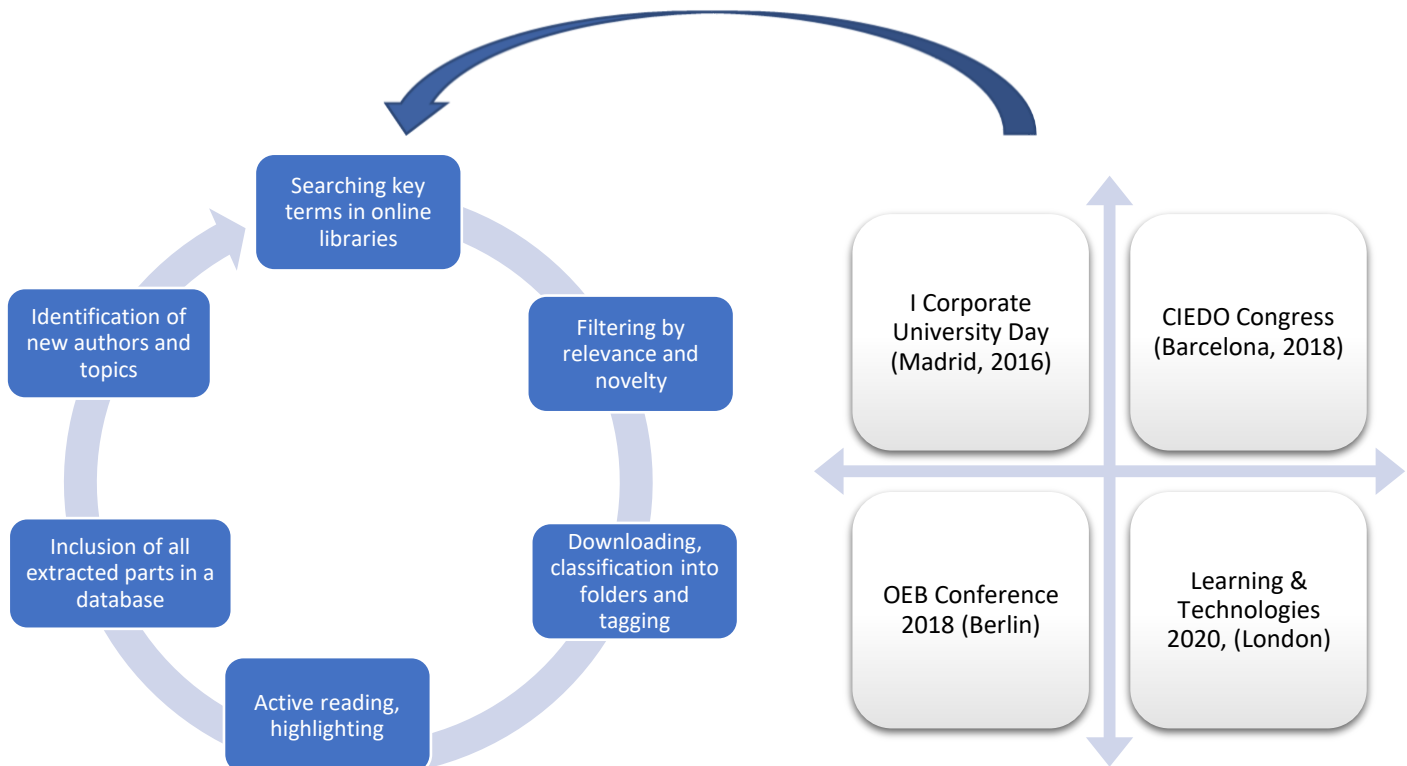 Searching key
terms in online
libraries
Filtering by
relevance and
novelty
Downloading,
classification into
folders and
tagging
Active reading,
highlighting
Inclusion of all
extracted parts in a
database
Identification of
new authors and
topics
I Corporate
University Day
(Madrid, 2016)
CIEDO Congress
(Barcelona, 2018)
OEB Conference
2018 (Berlin)
Learning &
Technologies
2020, (London)